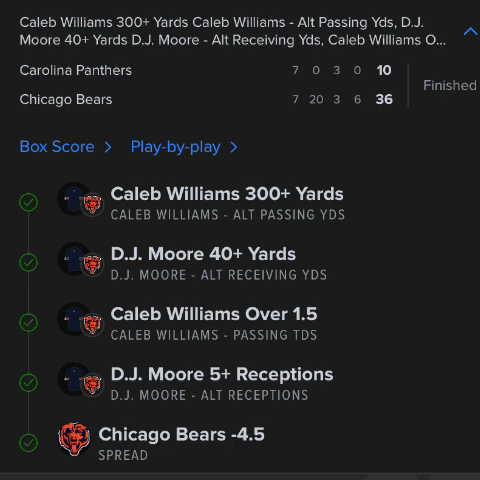 Caleb Williams 300+ Yards Caleb Williams - Alt Passing Yds, D.J.
Moore 40+ Yards D.J. Moore - Alt Receiving Yds, Caleb Williams O...
Carolina Panthers 7 0 3 0 10
Chicago Bears 7 20 3 6 36
Finished
Box Score Play-by-play
Caleb Williams 300+ Yards
CALEB WILLIAMS - ALT PASSING YDS
D.J. Moore 40+ Yards
D.J. MOORE - ALT RECEIVING YDS
Caleb Williams Over 1.5
CALEB WILLIAMS - PASSING TDS
D.J. Moore 5+ Receptions
D.J. MOORE - ALT RECEPTIONS
Chicago Bears -4.5
SPREAD